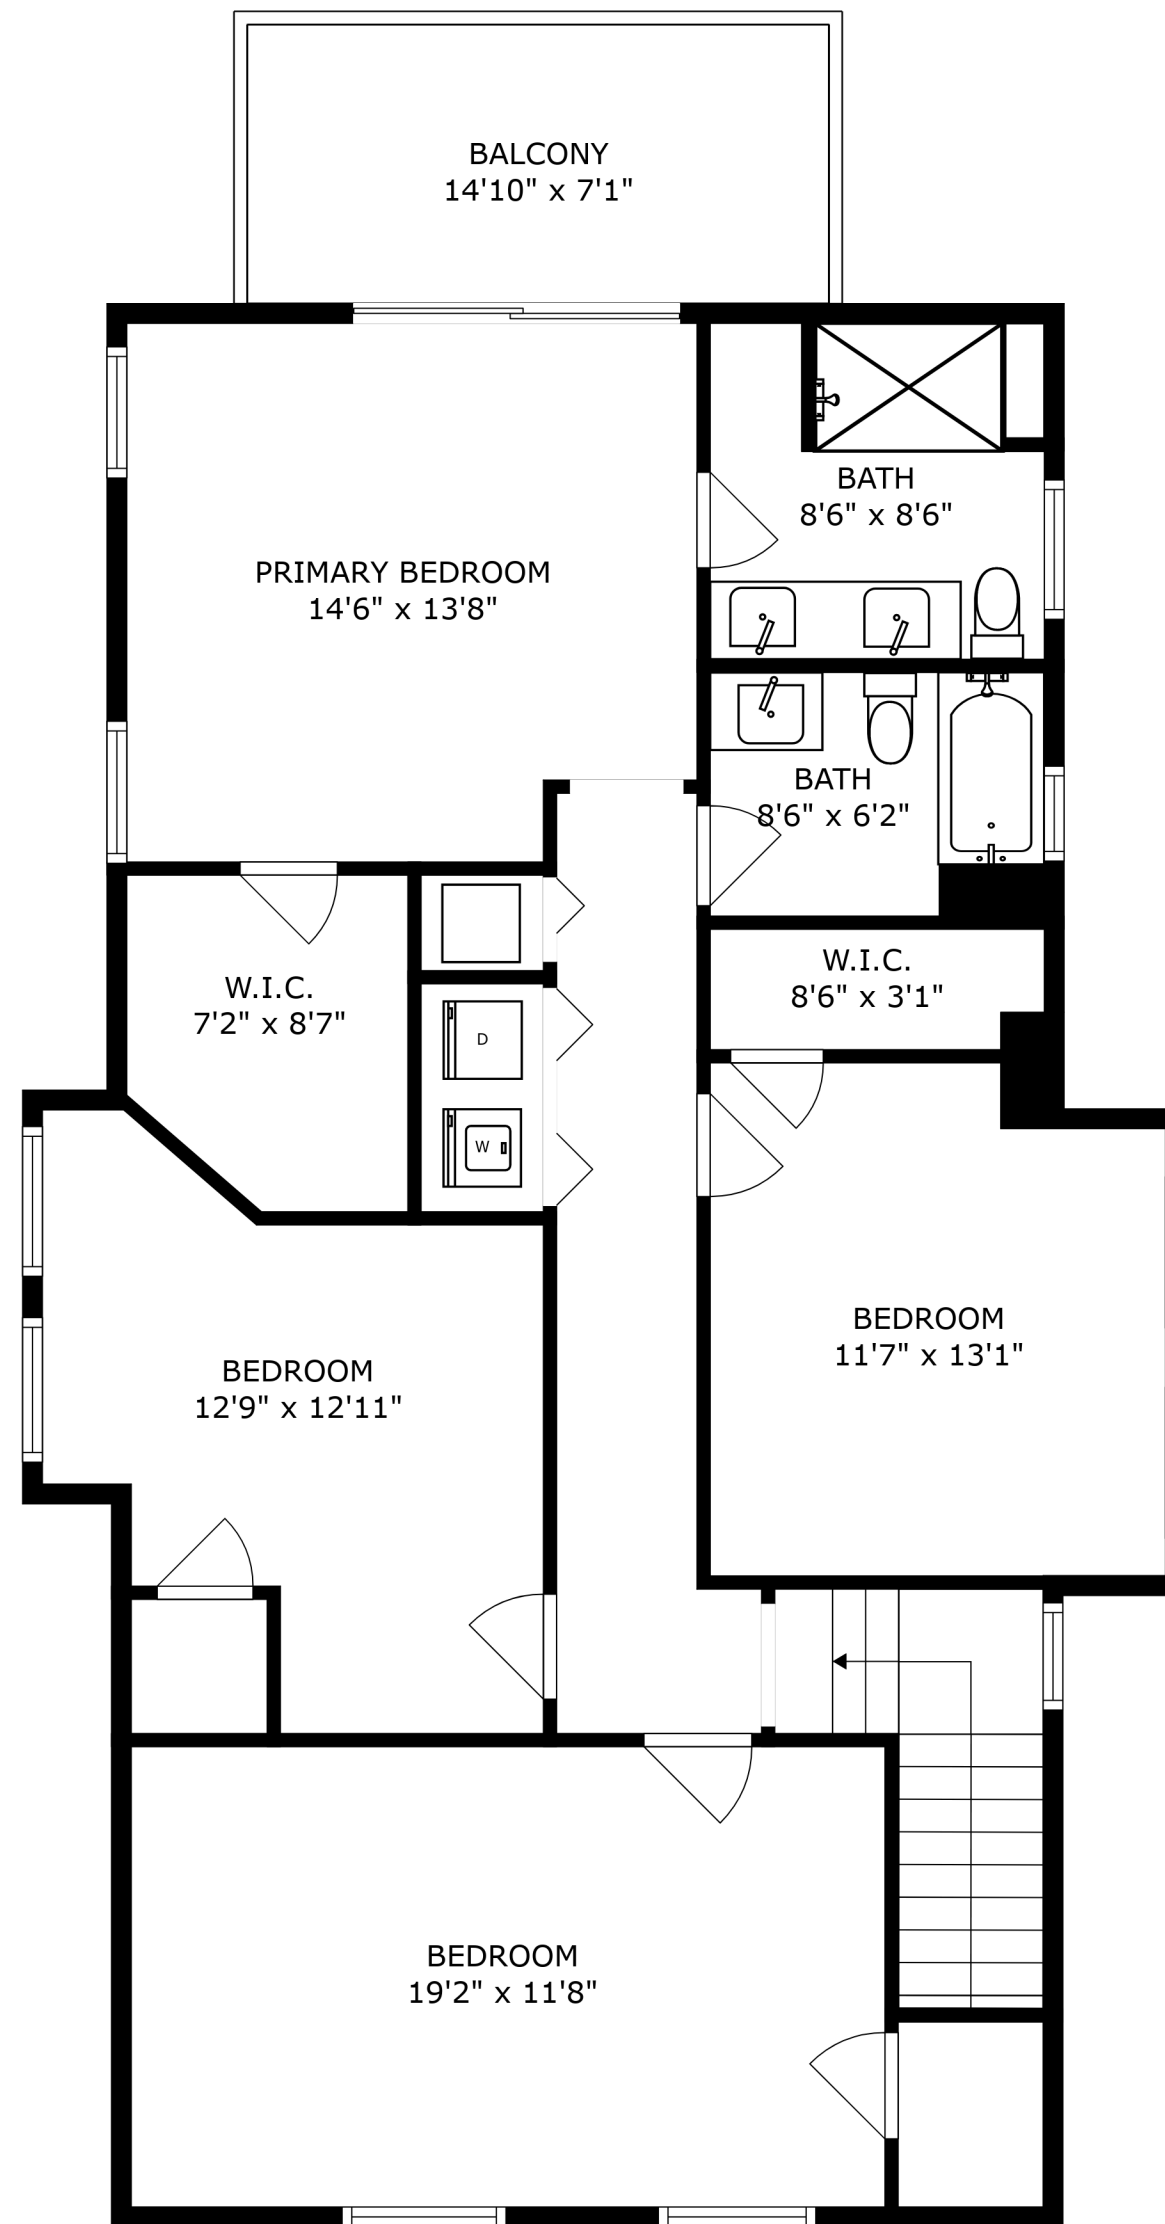 BALCONY
14'10" x 7'1"
BATH
8'6" x 8'6"
PRIMARY BEDROOM
14'6" x 13'8"
BATH
8'6" x 6'2"
W.I.C.
8'6" x 3'1"
W.I.C.
7'2" x 8'7"
D
W
BEDROOM
11'7" x 13'1"
BEDROOM
12'9" x 12'11"
BEDROOM
19'2" x 11'8"